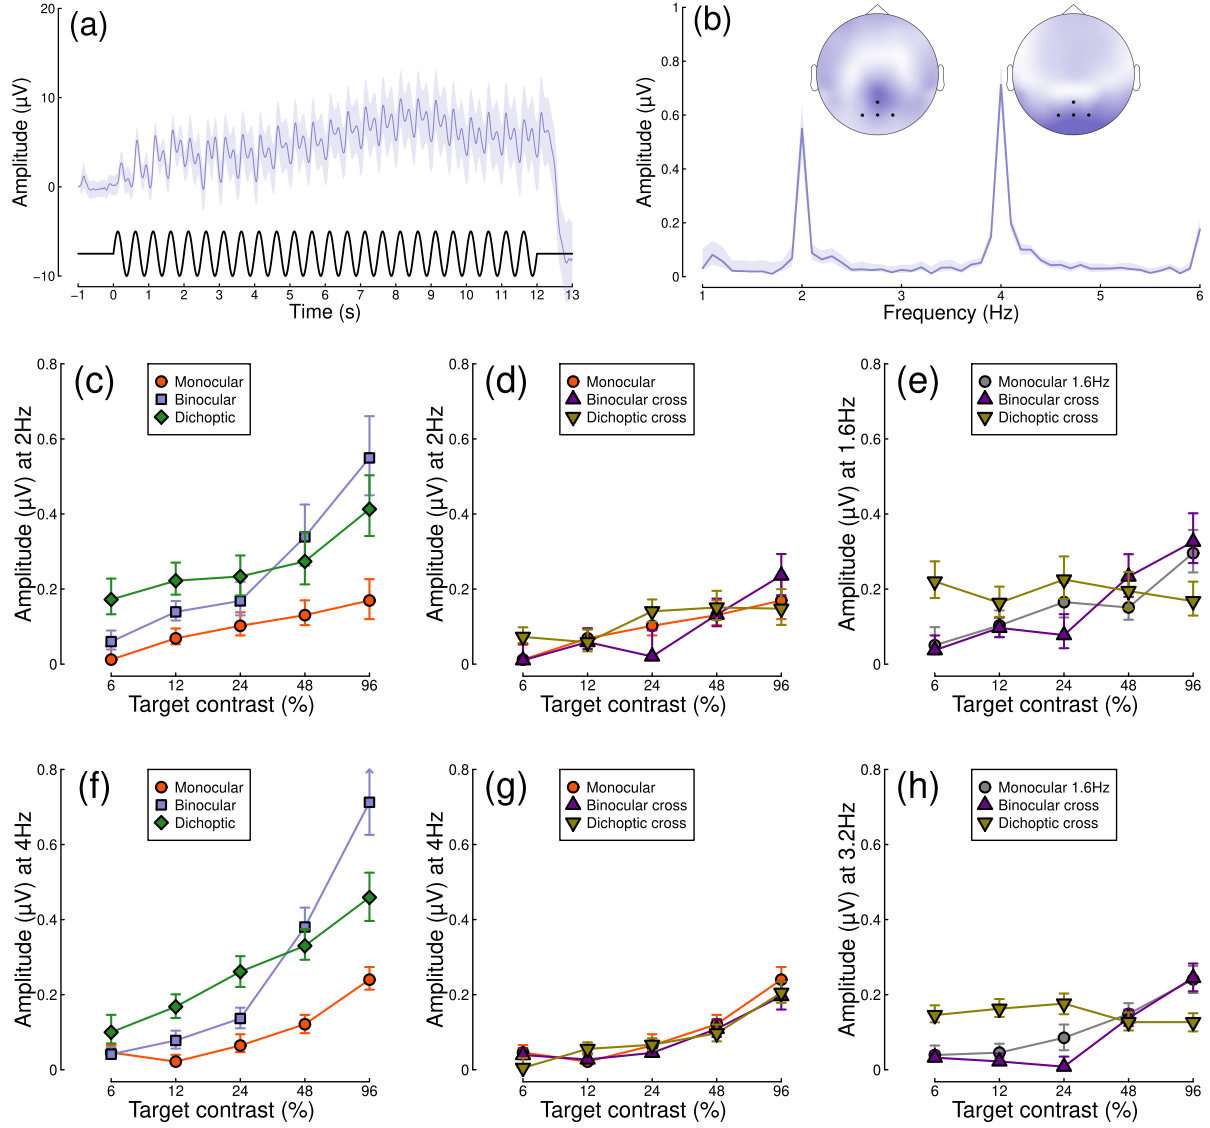 (a)
20
10
0
−10
Amplitude (µV)
−1 0 1 2 3 4 5 6 7 8 9 10 11 12 13
Time (s)
(b)
1
0.8
0.6
0.4
0.2
0
Amplitude (µV)
1 2 3 4 5 6
Frequency (Hz)
(c)
Monocular
Binocular
Dichoptic
0.8
0.6
0.4
0.2
0
Amplitude (µV) at 2Hz
6 12 24 48 96
Target contrast (%)
(d)
Monocular
Binocular cross
Dichoptic cross
0.8
0.6
0.4
0.2
0
Amplitude (µV) at 2Hz
6 12 24 48 96
Target contrast (%)
(e)
Monocular 1.6Hz
Binocular cross
Dichoptic cross
0.8
0.6
0.4
0.2
0
Amplitude (µV) at 1.6Hz
6 12 24 48 96
Target contrast (%)
(f)
Monocular
Binocular
Dichoptic
0.8
0.6
0.4
0.2
0
Amplitude (µV) at 4Hz
6 12 24 48 96
Target contrast (%)
(g)
Monocular
Binocular cross
Dichoptic cross
0.8
0.6
0.4
0.2
0
Amplitude (µV) at 4Hz
6 12 24 48 96
Target contrast (%)
(h)
Monocular 1.6Hz
Binocular cross
Dichoptic cross
0.8
0.6
0.4
0.2
0
Amplitude (µV) at 3.2Hz
6 12 24 48 96
Target contrast (%)